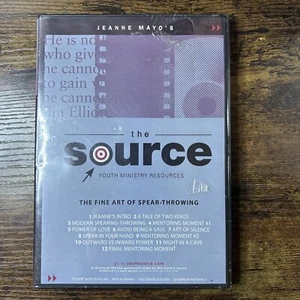 JEANNE MAYO'S
He is no
who give
he canno
to gain
he canno
m Ellio
the
source
YOUTH MINISTRY RESOURCES
THE FINE ART OF SPEAR-THROWING
1 JEANNE'S INTRO 2 A TALE OF TWO KINGS
3 MODERN SPEARING-THROWING 4 MENTORING MOMENT #1
5 POWER OF LOVE 6 AVOID BEING A SAUL 7 ART OF SILENCE
8 SPEAR IN YOUR HAND 9 MENTORING MOMENT #2
10 OUTWARD VS INWARD POWER 11 NIGHT IN A CAVE
12 FINAL MENTORING MOMENT